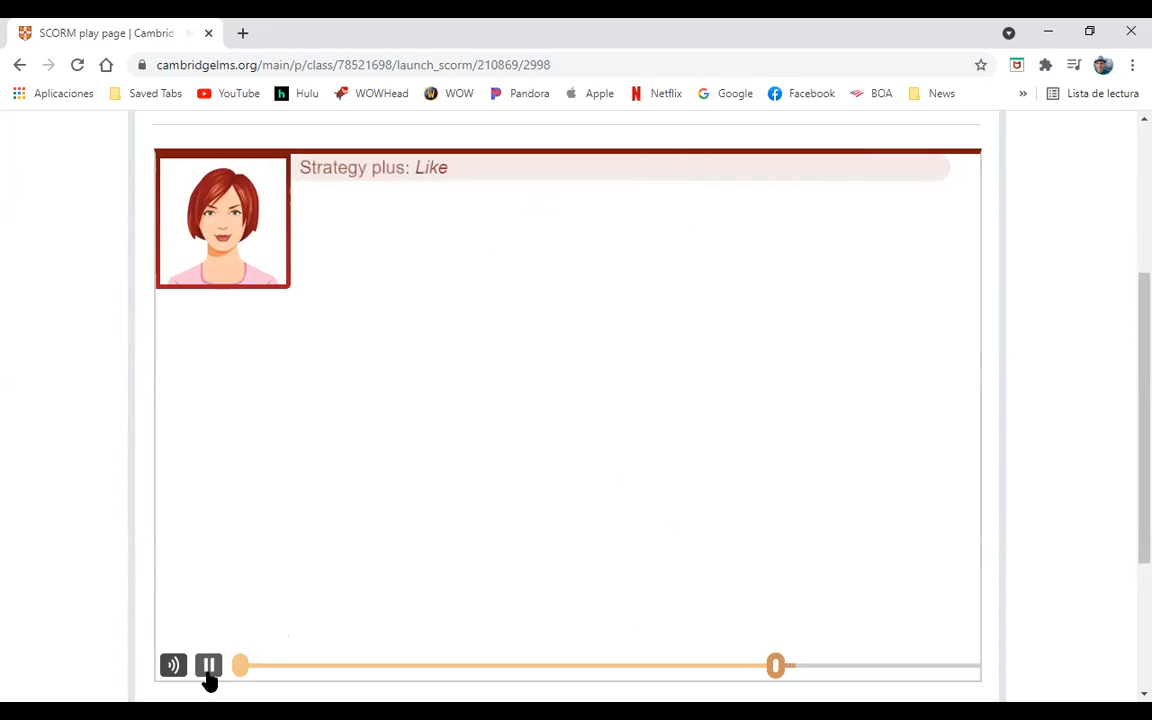 SCORM play page | Cambrid
cambridgelms.org/main/p/class/78521698/launch_scorm/210869/2998
Aplicaciones Saved Tabs YouTube Hulu WOWHead WOW Pandora Apple Netflix Google Facebook BOA News » Lista de lectura
Strategy plus: Like